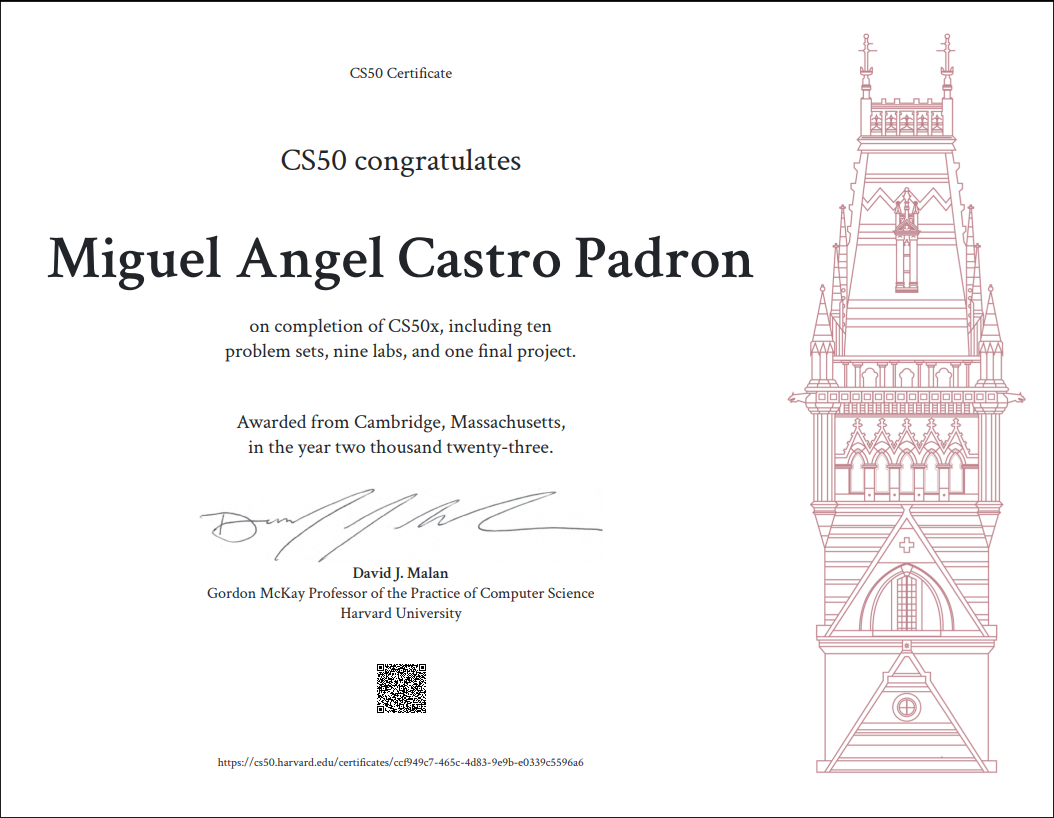 CS50 Certificate
CS50 congratulates
Miguel Angel Castro Padron
on completion of CS50x, including ten
problem sets, nine labs, and one final project.
Awarded from Cambridge, Massachusetts,
in the year two thousand twenty-three.
David J. Malan
Gordon McKay Professor of the Practice of Computer Science
Harvard University
https://cs50.harvard.edu/certificates/ccf949c7-465c-4d83-9e9b-e0339c5596a6